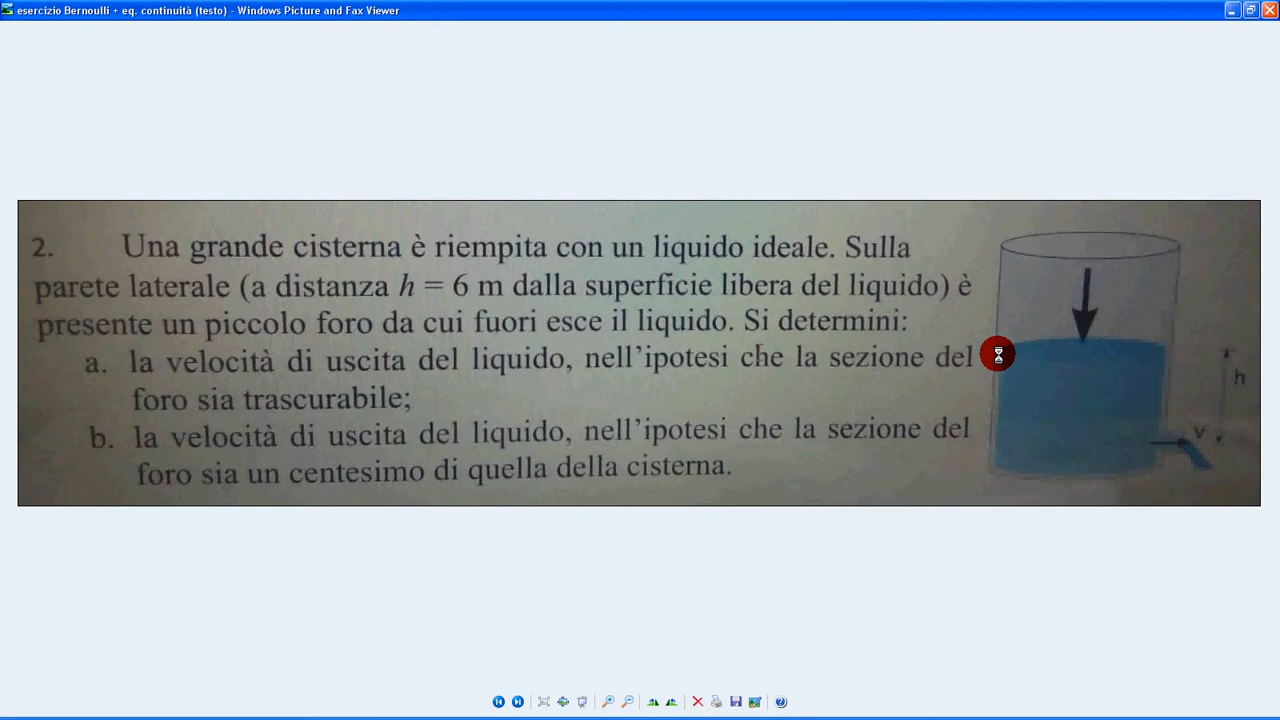 esercizio Bernoulli + eq. continuità (testo) - Windows Picture and Fax Viewer
2. Una grande cisterna è riempita con un liquido ideale. Sulla
parete laterale (a distanza h = 6 m dalla superficie libera del liquido) è
presente un piccolo foro da cui fuori esce il liquido. Si determini:
a. la velocità di uscita del liquido, nell'ipotesi che la sezione del
foro sia trascurabile;
b. la velocità di uscita del liquido, nell'ipotesi che la sezione del
foro sia un centesimo di quella della cisterna.
h
v